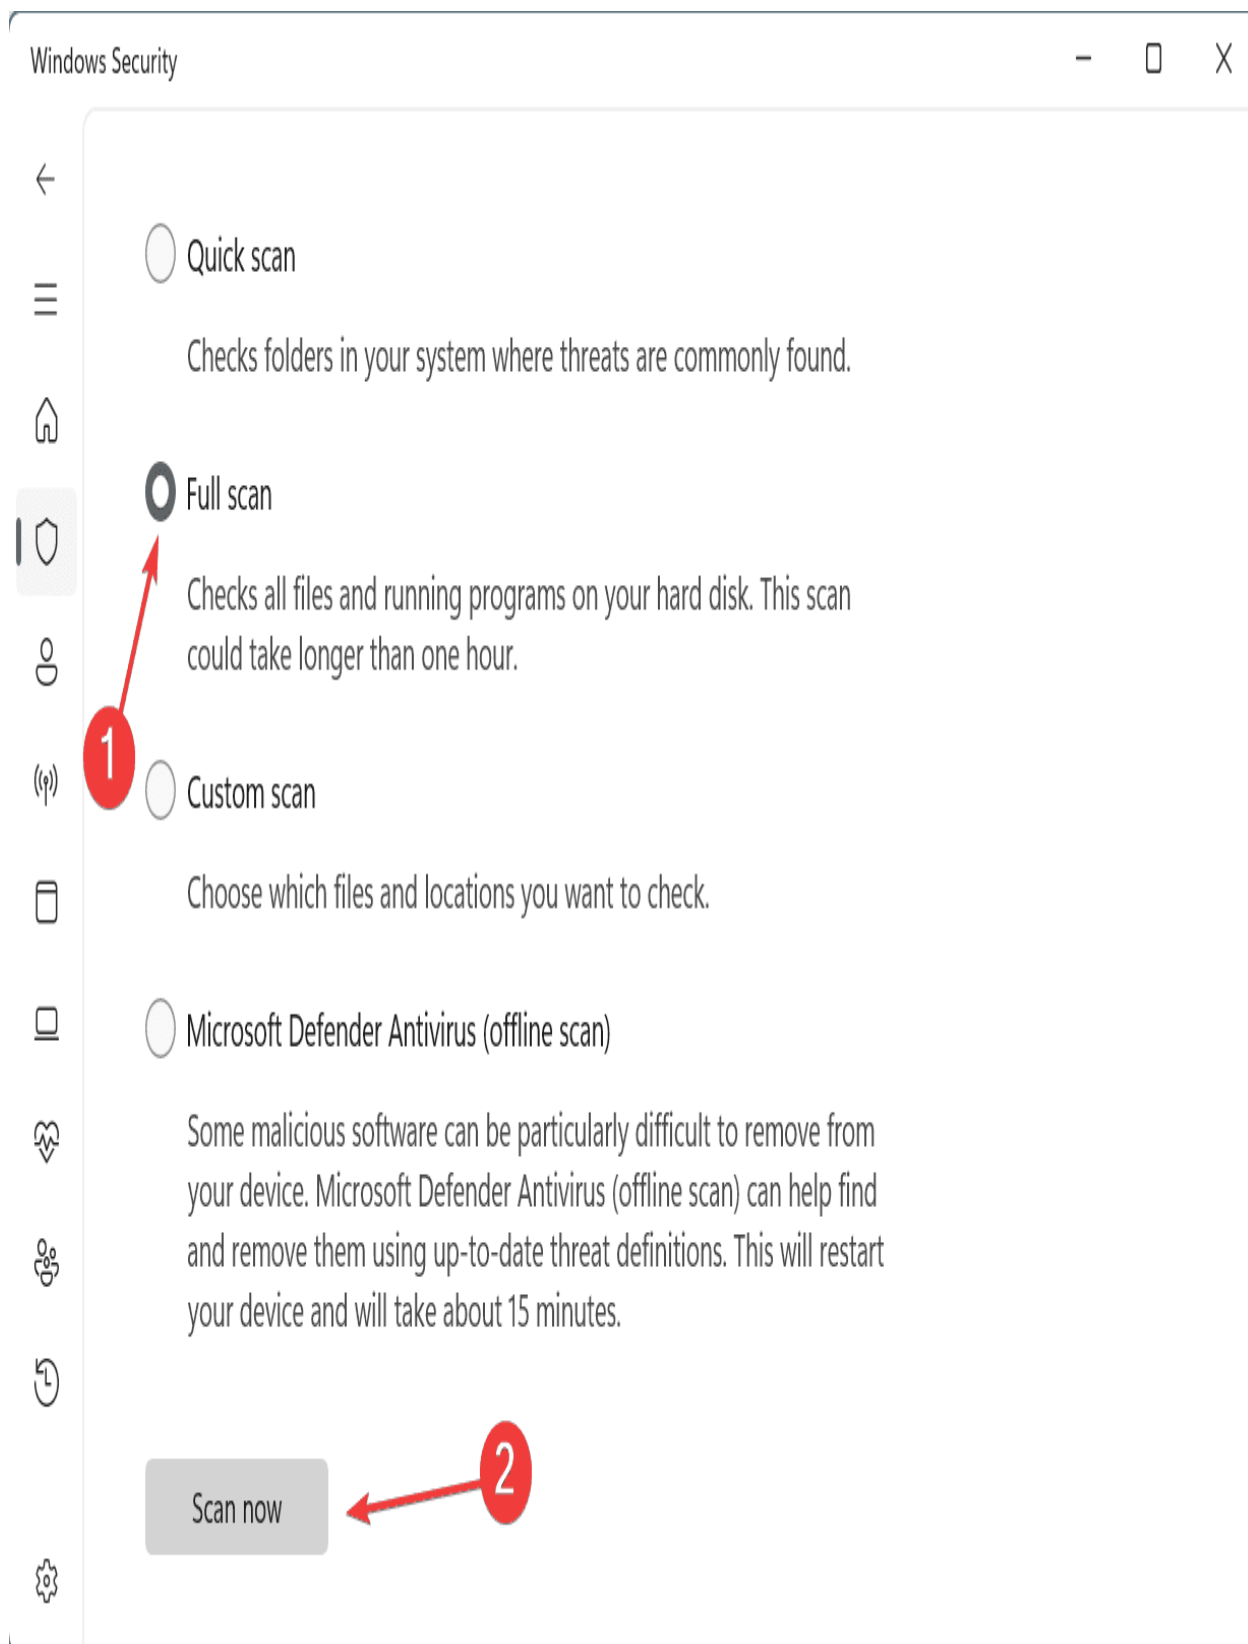 Windows Security
Quick scan
Checks folders in your system where threats are commonly found.
Full scan
Checks all files and running programs on your hard disk. This scan
could take longer than one hour.
1
Custom scan
Choose which files and locations you want to check.
Microsoft Defender Antivirus (offline scan)
Some malicious software can be particularly difficult to remove from
your device. Microsoft Defender Antivirus (offline scan) can help find
and remove them using up-to-date threat definitions. This will restart
your device and will take about 15 minutes.
2
Scan now